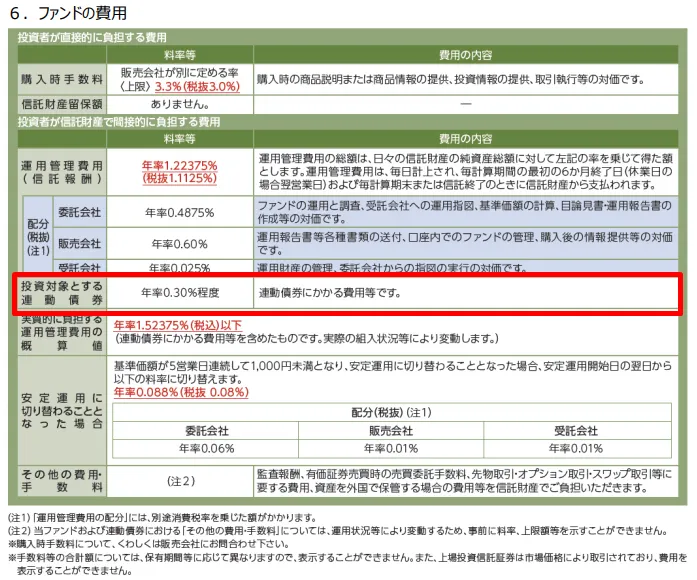 ６．ファンドの費用
投資者が直接的に負担する費用
料率等 費用の内容
購入時手数料 販売会社が別に定める率
〈上限〉3.3%(税抜3.0%) 購入時の商品説明または商品情報の提供、投資情報の提供、取引執行等の対価です。
信託財産留保額 ありません。 ―
投資者が信託財産で間接的に負担する費用
料率等 費用の内容
運用管理費用
(信託報酬)
年率1.22375%
(税抜1.1125%)
運用管理費用の総額は、日々の信託財産の純資産総額に対して左記の率を乗じて得た額
とします。運用管理費用は、毎日計上され、毎計算期間の最初の6か月終了日(休業日の
場合翌営業日)および毎計算期末または信託終了のときに信託財産から支払われます。
配分
(税抜)
(注1)
委託会社 年率0.4875%
ファンドの運用と調査、受託会社への運用指図、基準価額の計算、目論見書・運用報告書の
作成等の対価です。
販売会社 年率0.60%
運用報告書等各種書類の送付、口座内でのファンドの管理、購入後の情報提供等の対価
です。
受託会社 年率0.025% 運用財産の管理、委託会社からの指図の実行の対価です。
投資対象とする
連動債券
年率0.30%程度 連動債券にかかる費用等です。
実質的に負担する
運用管理費用の
概算値
年率1.52375%(税込)以下
(連動債券にかかる費用等を含めたものです。実際の組入状況等により変動します。)
安定運用に
切り替わることと
なった場合
基準価額が5営業日連続して1,000円未満となり、安定運用に切り替わることとなった場合、安定運用開始日の翌日から
以下の料率に切り替えます。
年率0.088%(税抜 0.08%)
配分(税抜)(注1)
委託会社 販売会社 受託会社
年率0.06% 年率0.01% 年率0.01%
その他の費用・
手数料
(注2)
監査報酬、有価証券売買時の売買委託手数料、先物取引・オプション取引・スワップ取引等に
要する費用、資産を外国で保管する場合の費用等を信託財産でご負担いただきます。
(注1)「運用管理費用の配分」には、別途消費税率を乗じた額がかかります。
(注2)当ファンドおよび連動債券における「その他の費用・手数料」については、運用状況等により変動するため、事前に料率、上限額等を示すことができません。
※購入時手数料について、くわしくは販売会社にお問合わせ下さい。
※手数料等の合計額については、保有期間等に応じて異なりますので、表示することができません。また、上場投資信託証券は市場価格により取引されており、費用を
表示することができません。